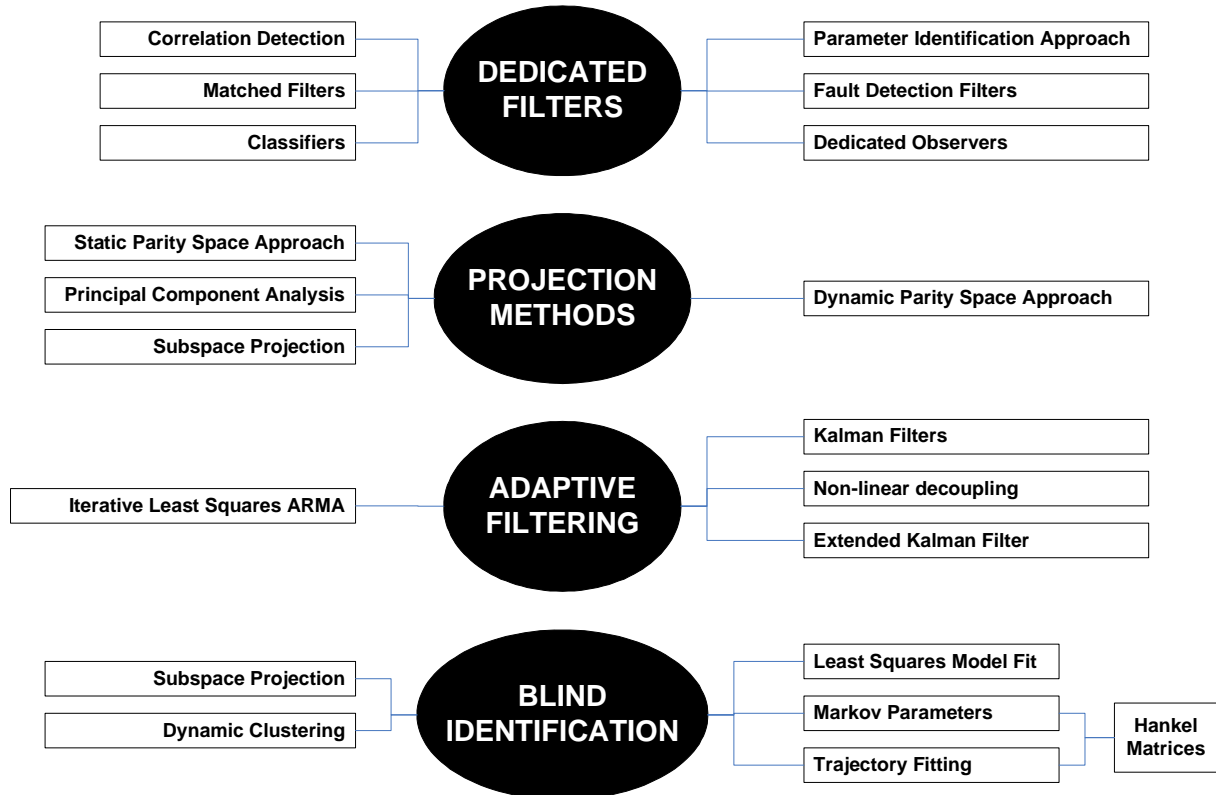 Correlation Detection
Matched Filters
Classifiers
DEDICATED
FILTERS
Parameter Identification Approach
Fault Detection Filters
Dedicated Observers
Static Parity Space Approach
Principal Component Analysis
Subspace Projection
PROJECTION
METHODS
Dynamic Parity Space Approach
Iterative Least Squares ARMA
ADAPTIVE
FILTERING
Kalman Filters
Non-linear decoupling
Extended Kalman Filter
Subspace Projection
Dynamic Clustering
BLIND
IDENTIFICATION
Least Squares Model Fit
Markov Parameters
Trajectory Fitting
Hankel
Matrices